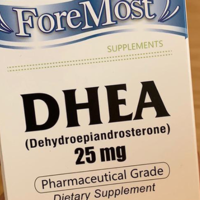 ForeMost
SUPPLEMENTS
DHEA
(Dehydroepiandrosterone)
25 mg
Pharmaceutical Grade
Dietary Supplement